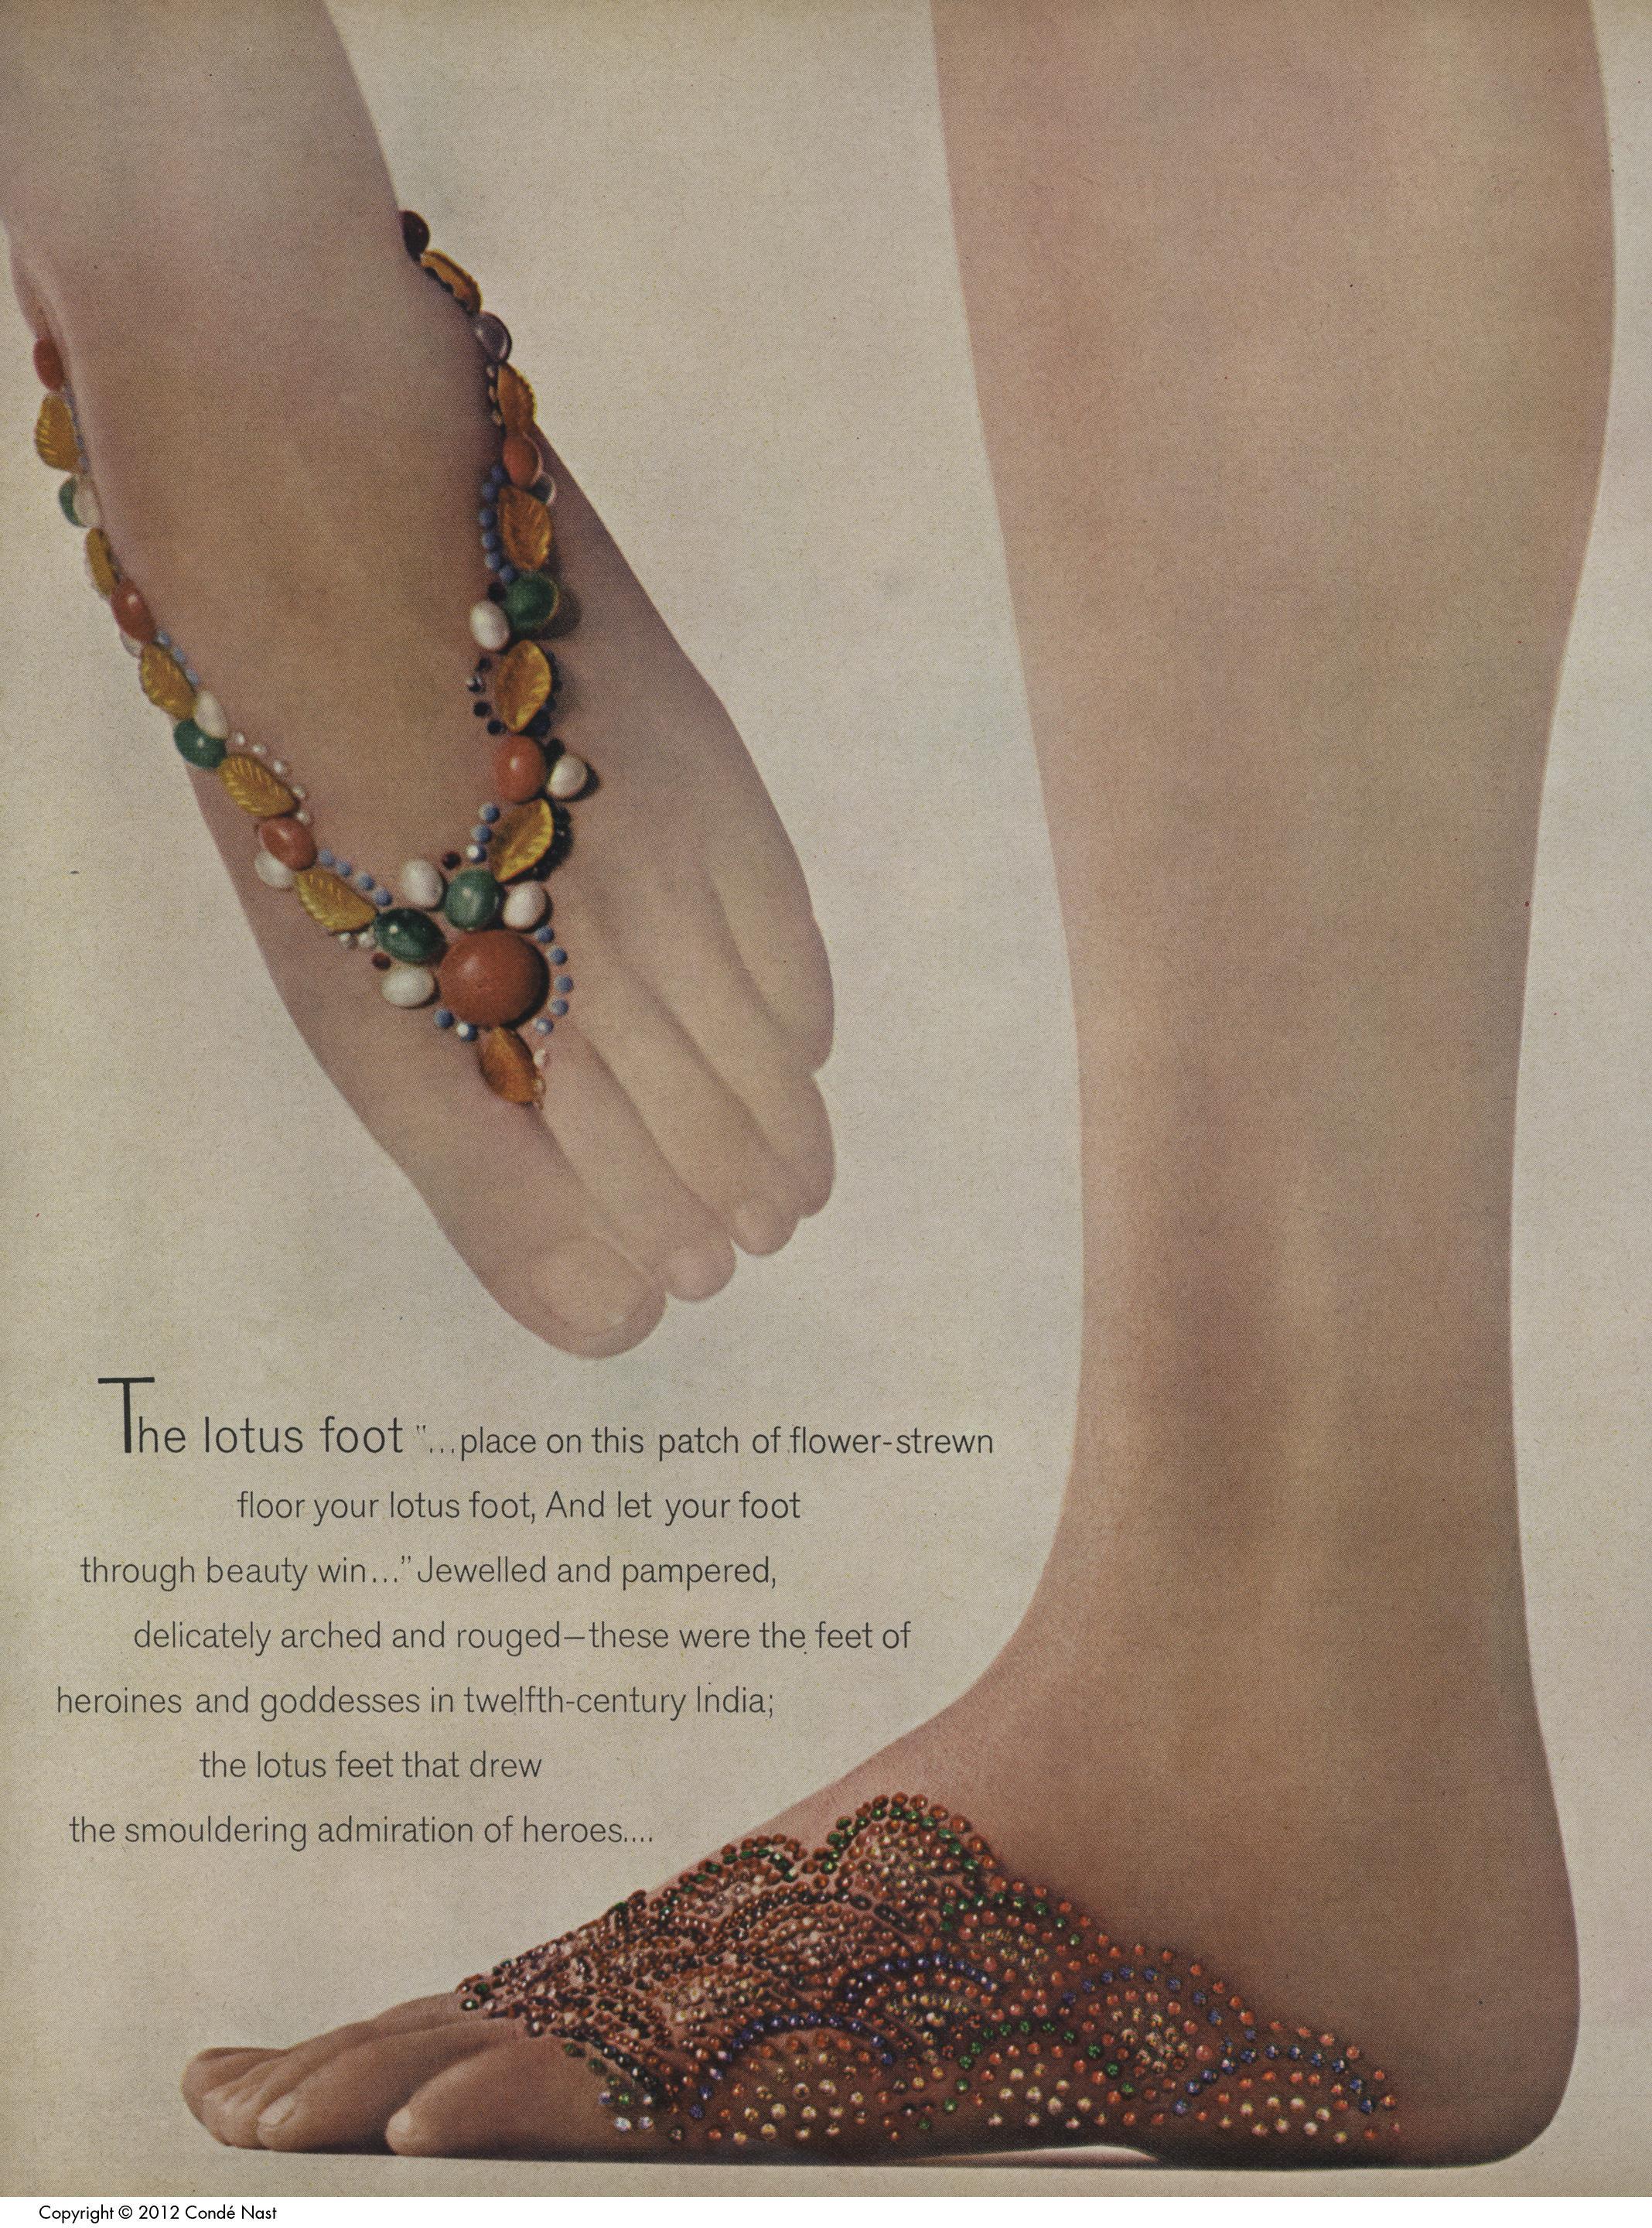 The lotus foot "...place on this patch of flower-strewn
floor your lotus foot, And let your foot
through beauty win..." Jewelled and pampered,
delicately arched and rouged—these were the feet of
heroines and goddesses in twelfth-century India;
the lotus feet that drew
the smouldering admiration of heroes....
Copyright © 2012 Condé Nast